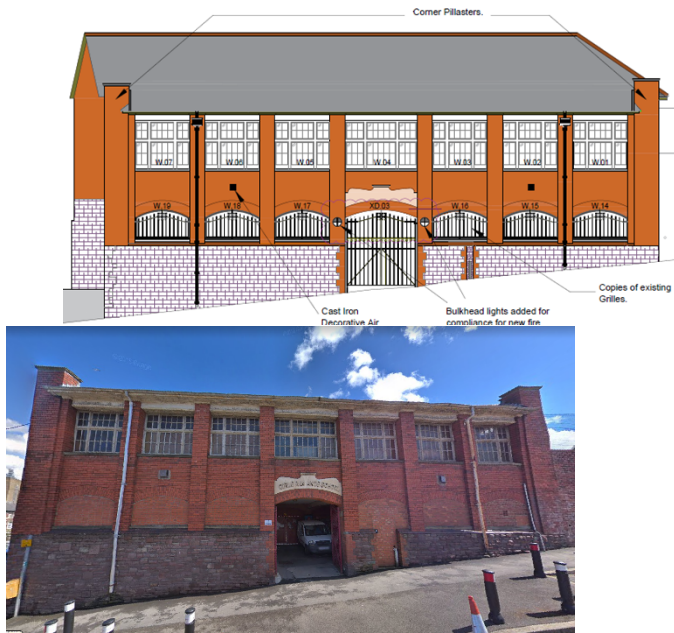 Corner Pillasters.
W.07 W.06 W.05 W.04 W.03 W.02 W.01
W.19 W.18 W.17 XD.03 W.16 W.15 W.14
Copies of existing
Grilles.
Cast Iron
Decorative Air
Bulkhead lights added for
compliance for new fire